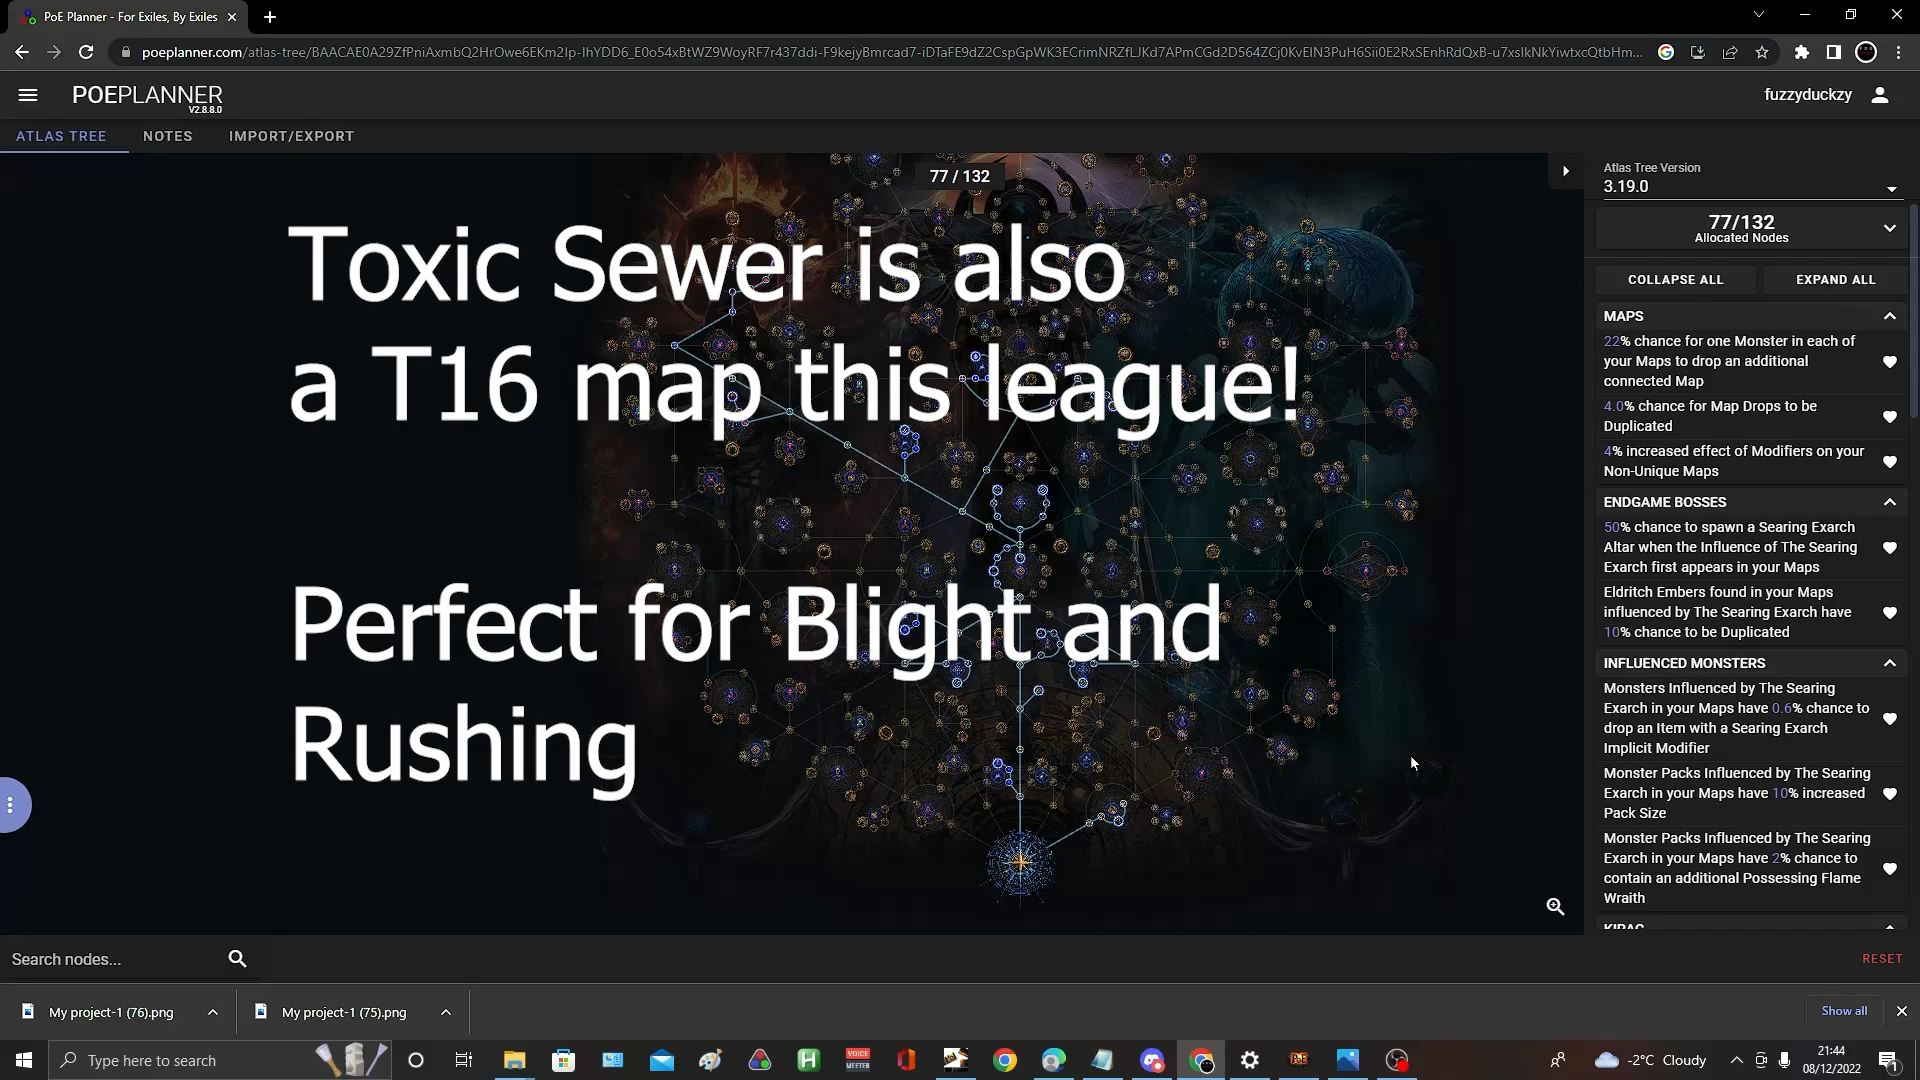 PoE Planner - For Exiles, By Exiles
POEPLANNER
V2.8.8.0
fuzzyduckzy
ATLAS TREE NOTES IMPORT/EXPORT
77 / 132
Toxic Sewer is also
a T16 map this league!
Perfect for Blight and
Rushing
Atlas Tree Version
3.19.0
77/132
Allocated Nodes
COLLAPSE ALL EXPAND ALL
MAPS
22% chance for one Monster in each of
your Maps to drop an additional
connected Map
4.0% chance for Map Drops to be
Duplicated
4% increased effect of Modifiers on your
Non-Unique Maps
ENDGAME BOSSES
50% chance to spawn a Searing Exarch
Altar when the Influence of The Searing
Exarch first appears in your Maps
Eldritch Embers found in your Maps
influenced by The Searing Exarch have
10% chance to be Duplicated
INFLUENCED MONSTERS
Monsters Influenced by The Searing
Exarch in your Maps have 0.6% chance to
drop an Item with a Searing Exarch
Implicit Modifier
Monster Packs Influenced by The Searing
Exarch in your Maps have 10% increased
Pack Size
Monster Packs Influenced by The Searing
Exarch in your Maps have 2% chance to
contain an additional Possessing Flame
Wraith
KIRAC
Search nodes...
RESET
My project-1 (76).png My project-1 (75).png
Show all
Type here to search
VOICE
MEETER
-2°C Cloudy
21:44
08/12/2022
1